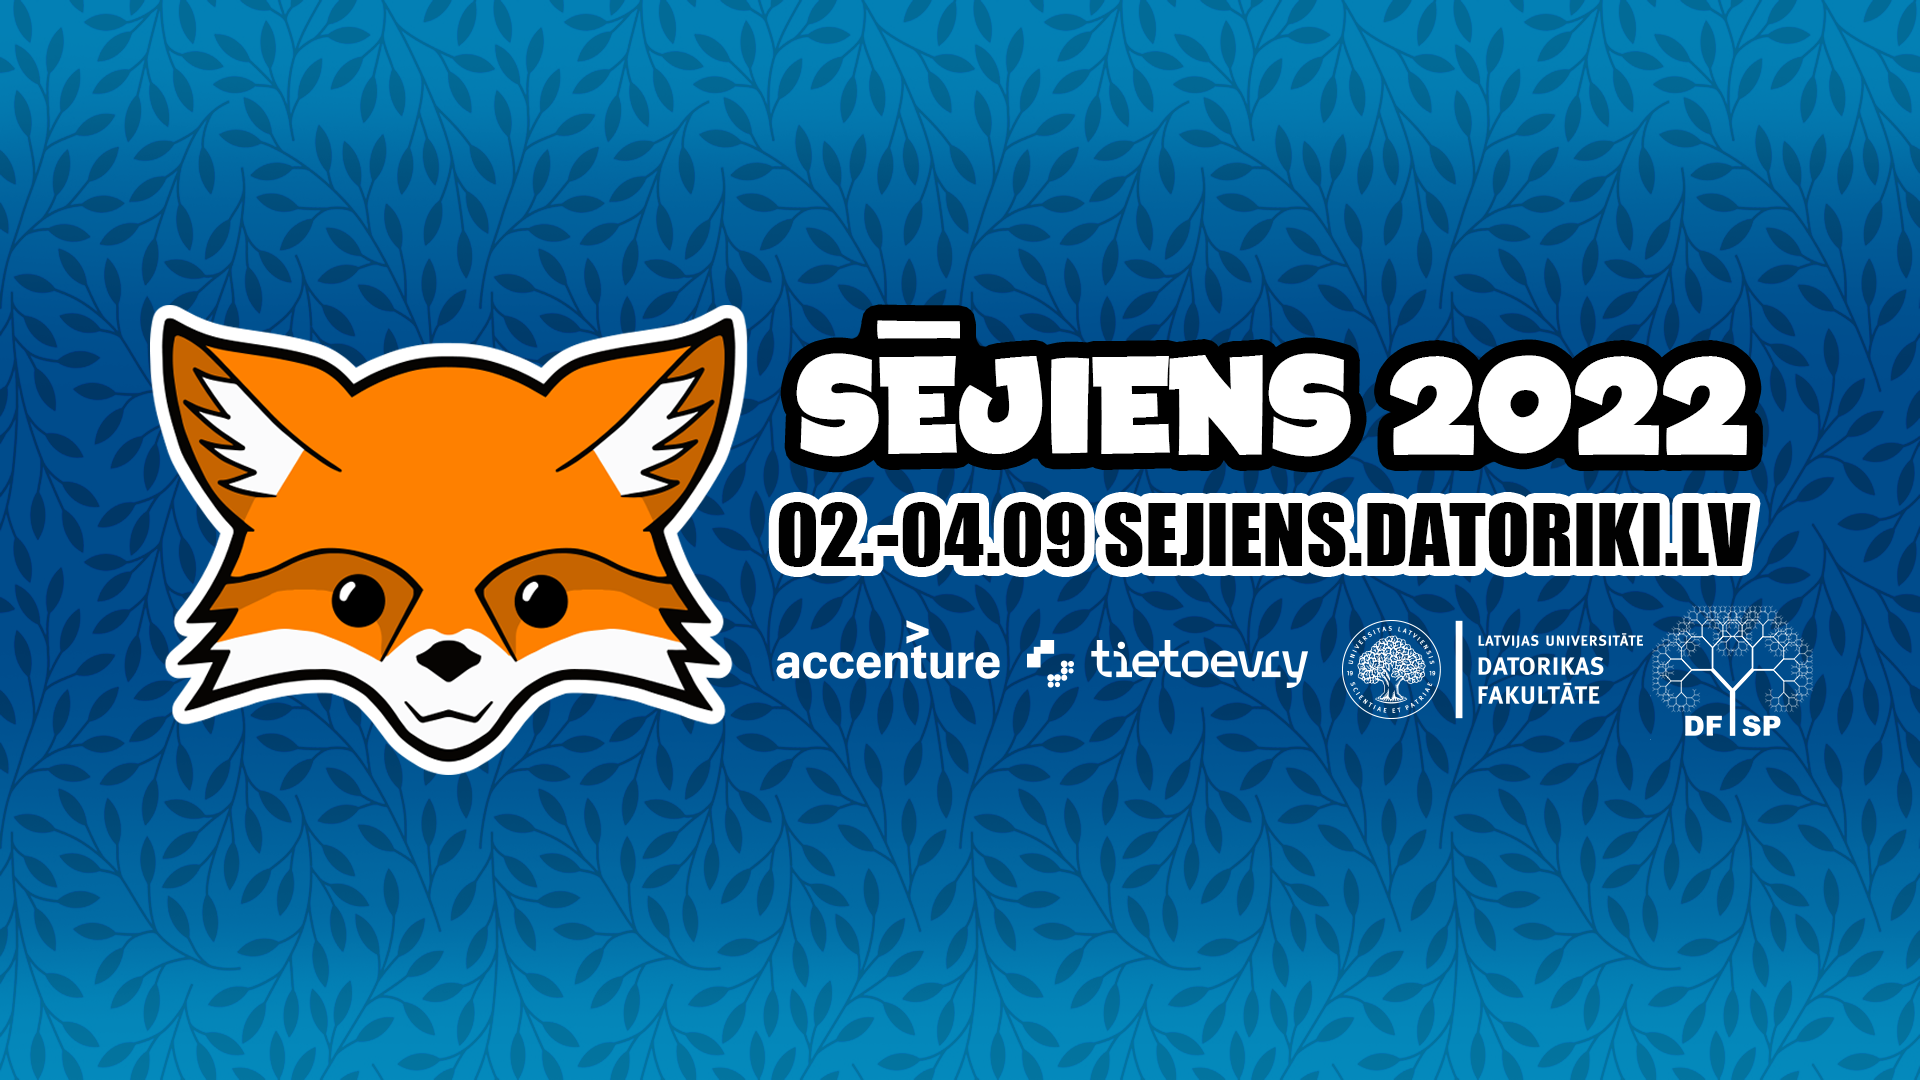 SĒJIENS 2022
02.-04.09 SEJIENS.DATORIKI.LV
accenture
tietoevry
UNIVERSITAS LATVIENSIS
19 19
SCIENTIAE ET PATRIAE
LATVIJAS UNIVERSITĀTE
DATORIKAS
FAKULTĀTE
DF SP